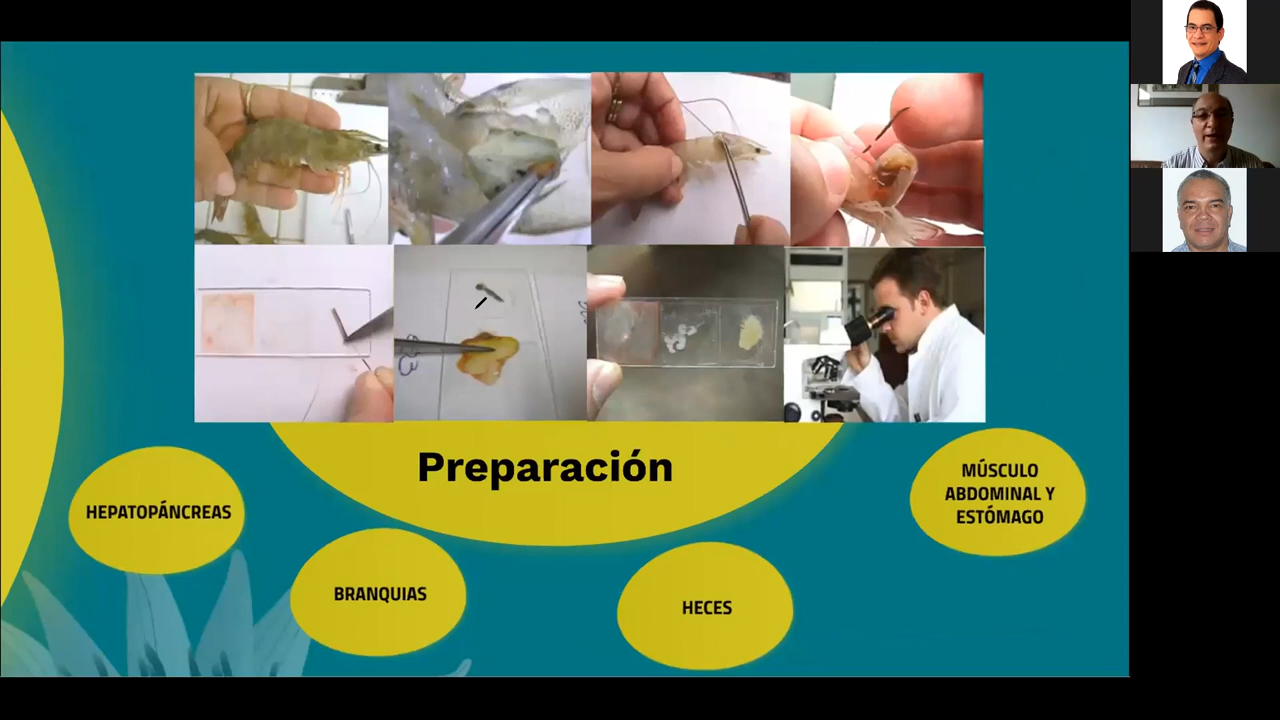 Preparación
HEPATOPÁNCREAS
BRANQUIAS
HECES
MÚSCULO
ABDOMINAL Y
ESTÓMAGO